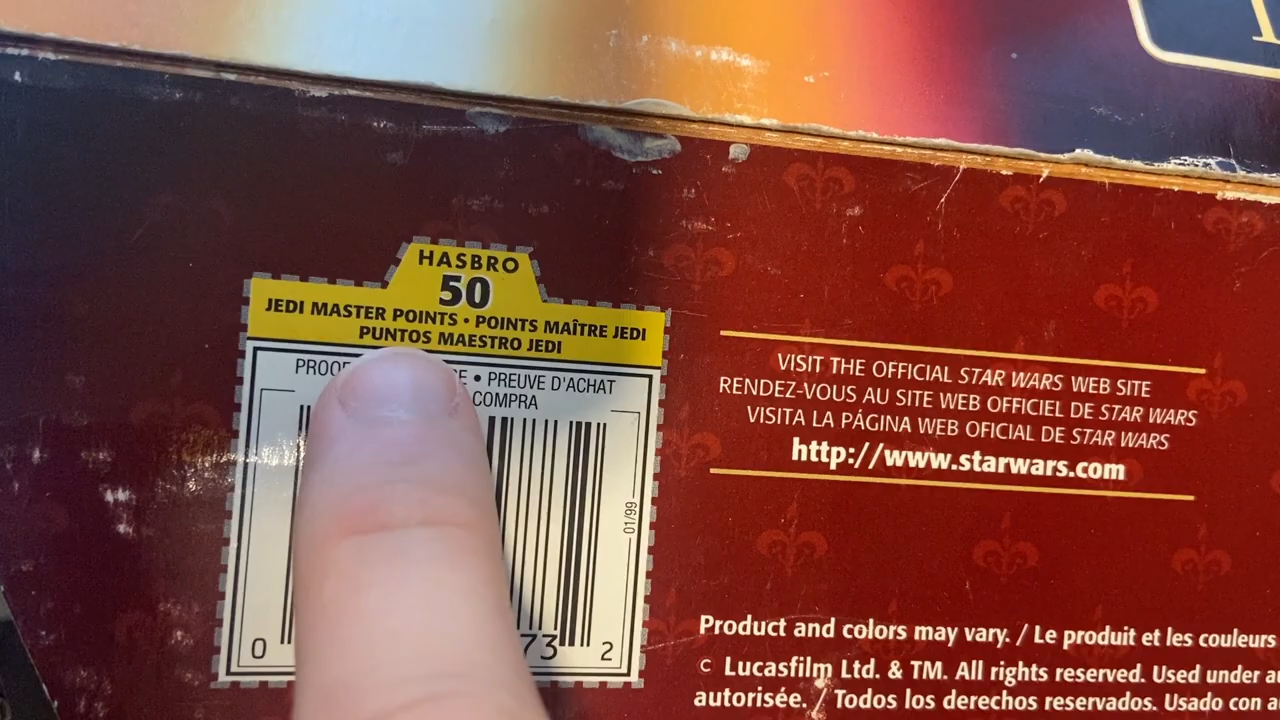 HASBRO
50
JEDI MASTER POINTS • POINTS MAÎTRE JEDI
PUNTOS MAESTRO JEDI
• PREUVE D'ACHAT
COMPRA
01/99
0 73 2
VISIT THE OFFICIAL STAR WARS WEB SITE
RENDEZ-VOUS AU SITE WEB OFFICIEL DE STAR WARS
VISITA LA PÁGINA WEB OFICIAL DE STAR WARS
http://www.starwars.com
Product and colors may vary. / Le produit et les couleurs
© Lucasfilm Ltd. & TM. All rights reserved. Used under
autorisée. / Todos los derechos reservados. Usado con